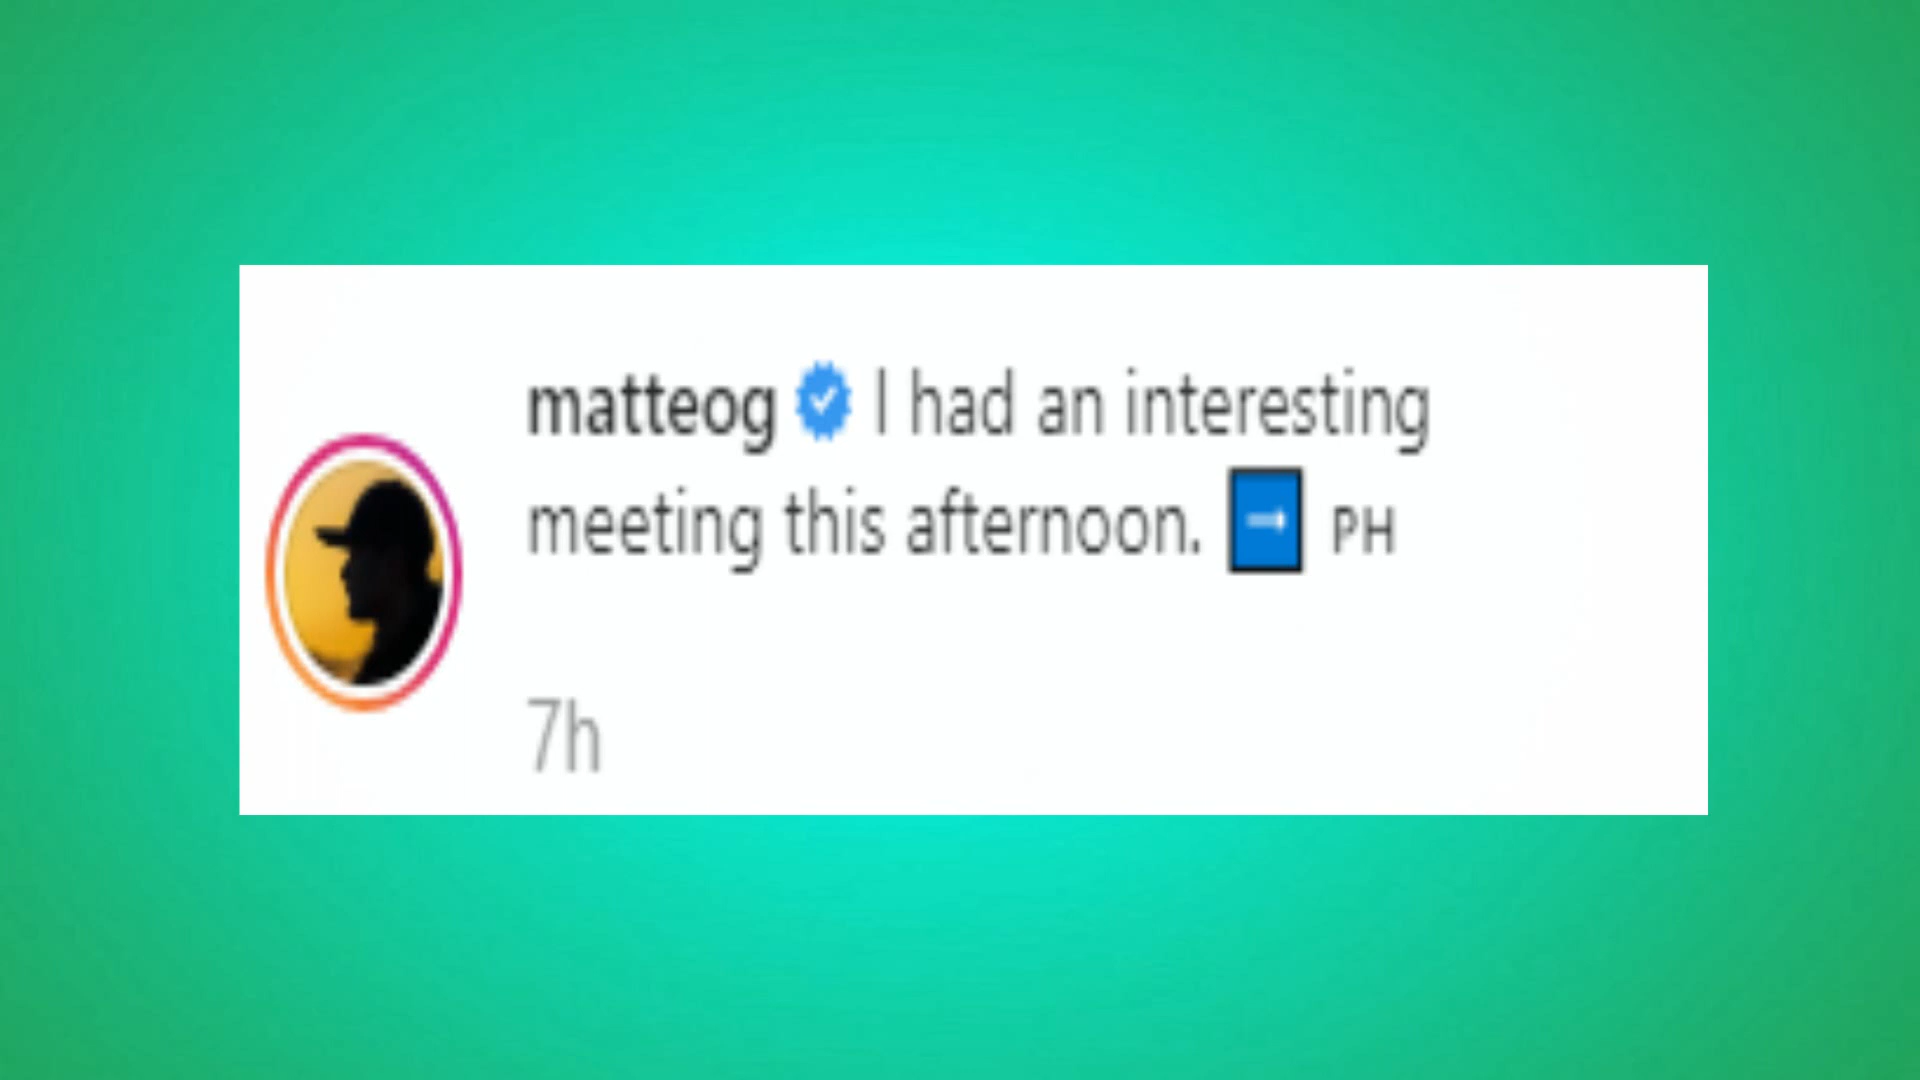 matteog I had an interesting
meeting this afternoon. ➡ PH
7h